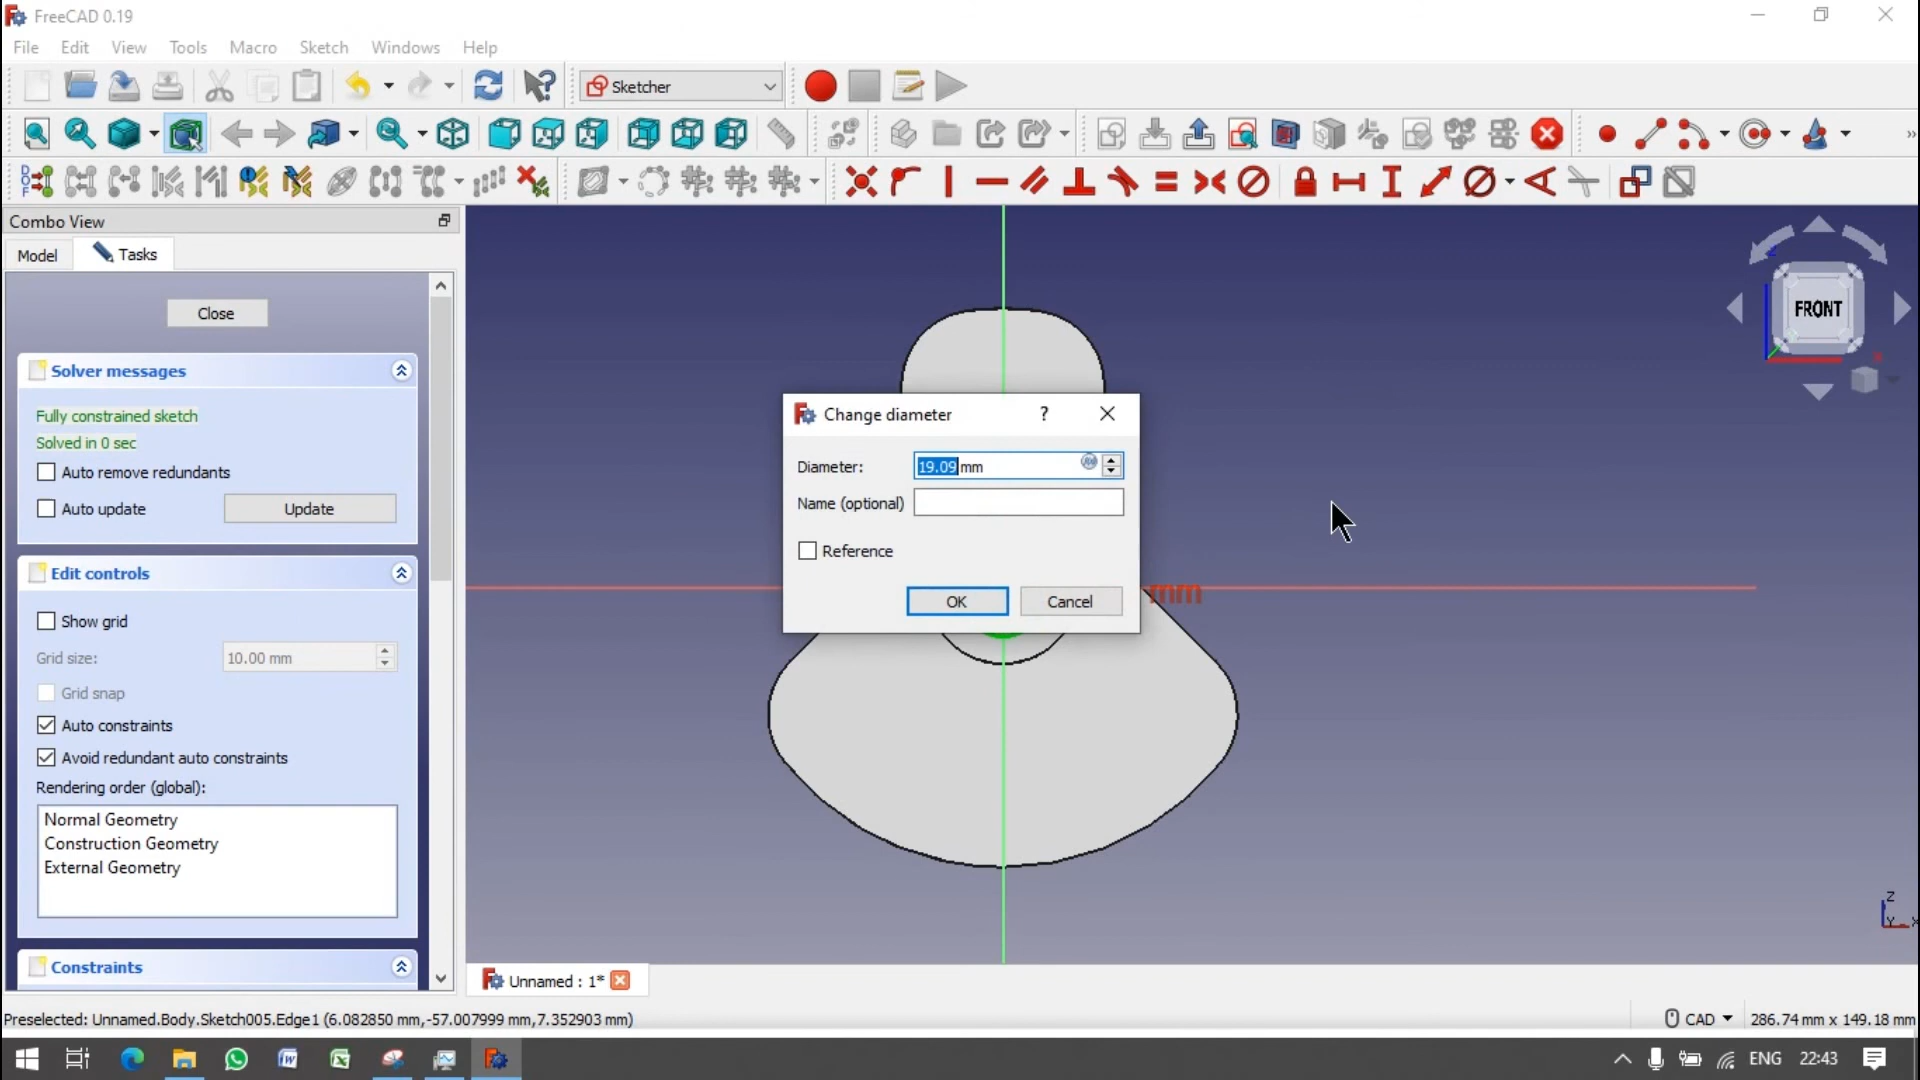 FreeCAD 0.19
File Edit View Tools Macro Sketch Windows Help
Sketcher
Combo View
Model Tasks
Close
Solver messages
Fully constrained sketch
Solved in 0 sec
Auto remove redundants
Auto update Update
Edit controls
Show grid
Grid size: 10.00 mm
Grid snap
Auto constraints
Avoid redundant auto constraints
Rendering order (global):
Normal Geometry
Construction Geometry
External Geometry
Constraints
Change diameter ?
Diameter: 19.09 mm
Name (optional)
Reference
OK Cancel
mm
FRONT
Z
X
Z
Y X
Unnamed : 1*
Preselected: Unnamed.Body.Sketch005.Edge1 (6.082850 mm,-57.007999 mm,7.352903 mm)
CAD 286.74 mm x 149.18 mm
ENG 22:43